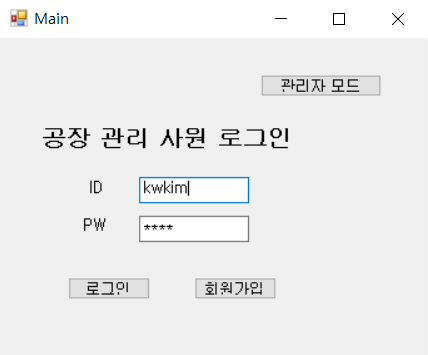 Main
관리자 모드
공장 관리 사원 로그인
ID kwkim
PW ****
로그인 회원가입